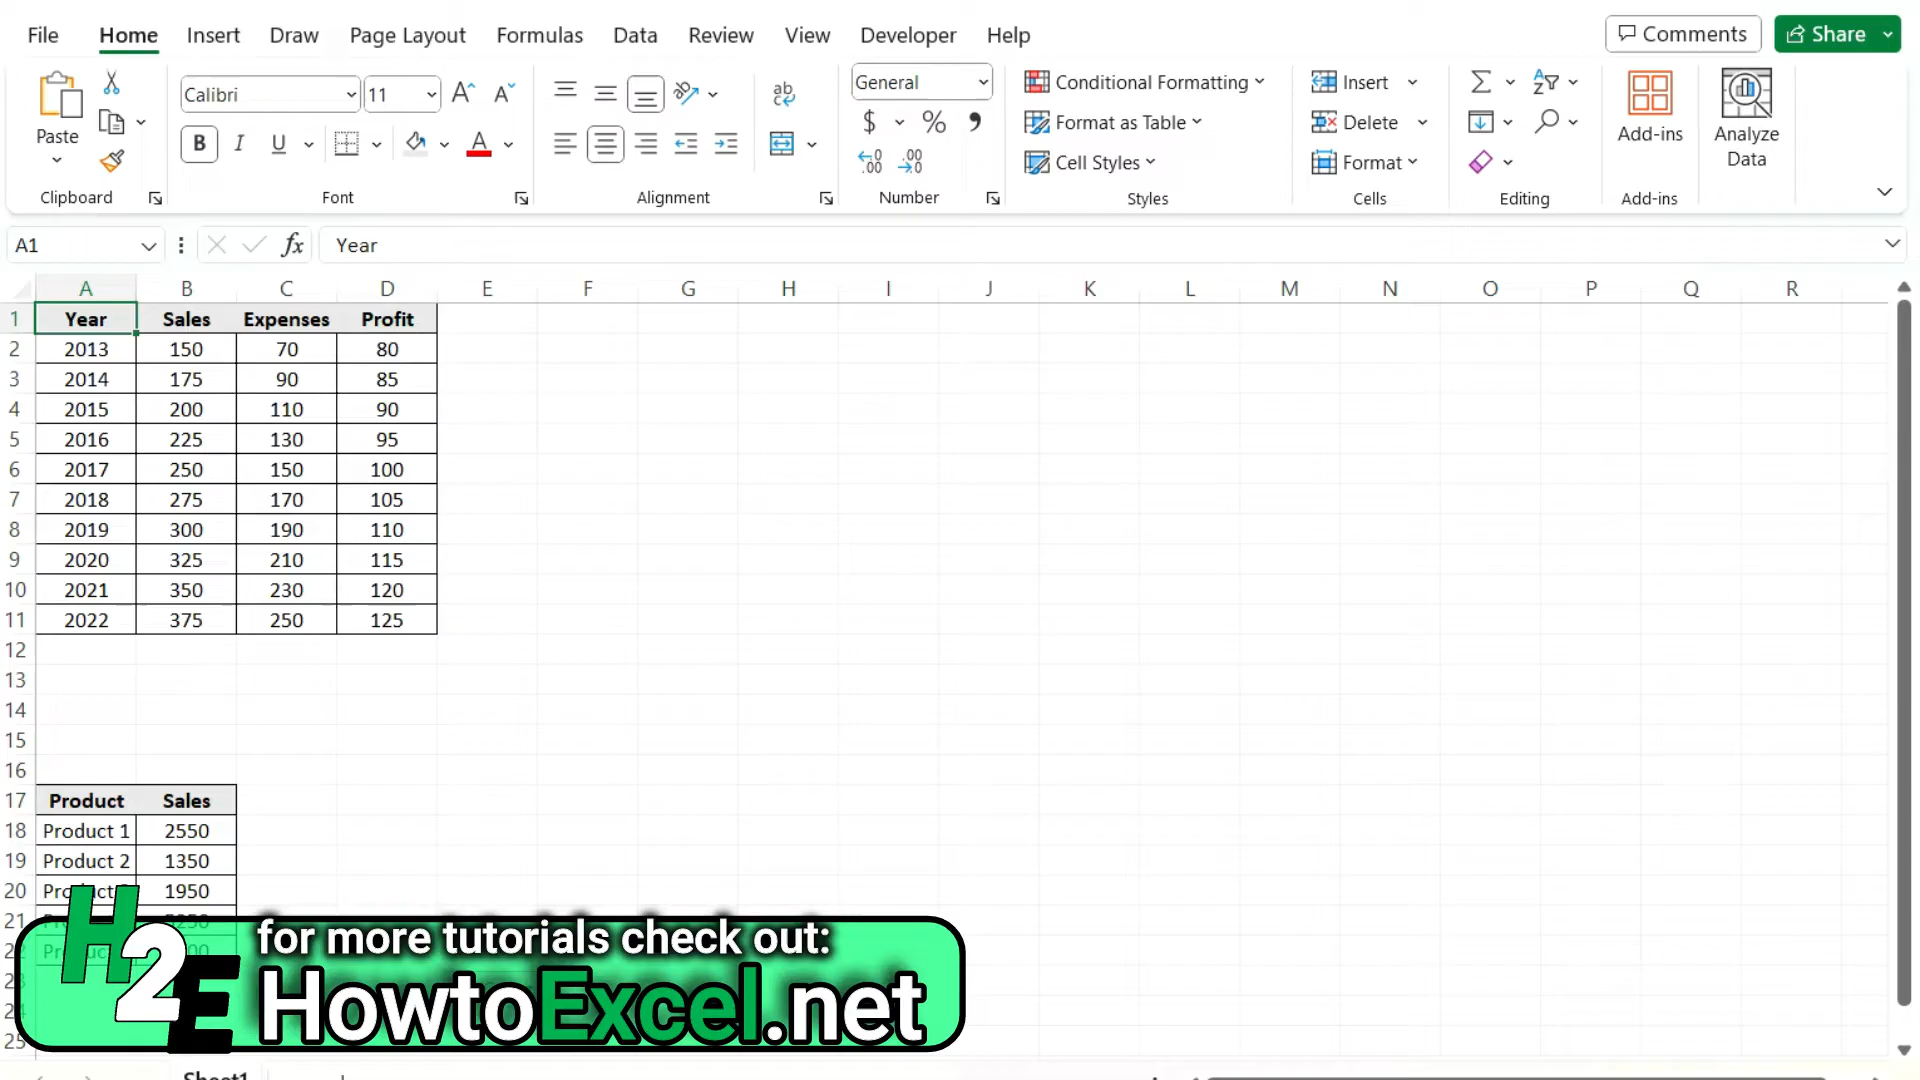 File Home Insert Draw Page Layout Formulas Data Review View Developer Help Comments Share
Paste
Calibri 11
B I U A
General
$ % ,
Conditional Formatting
Format as Table
Cell Styles
Insert
Delete
Format
Add-ins
Analyze Data
Clipboard Font Alignment Number Styles Cells Editing Add-ins
A1 fx Year
A B C D E F G H I J K L M N O P Q R
1 Year Sales Expenses Profit
2 2013 150 70 80
3 2014 175 90 85
4 2015 200 110 90
5 2016 225 130 95
6 2017 250 150 100
7 2018 275 170 105
8 2019 300 190 110
9 2020 325 210 115
10 2021 350 230 120
11 2022 375 250 125
12
13
14
15
16
17 Product Sales
18 Product 1 2550
19 Product 2 1350
20 1950
21
22
23
24
25
H2E
for more tutorials check out:
HowtoExcel.net
Sheet1